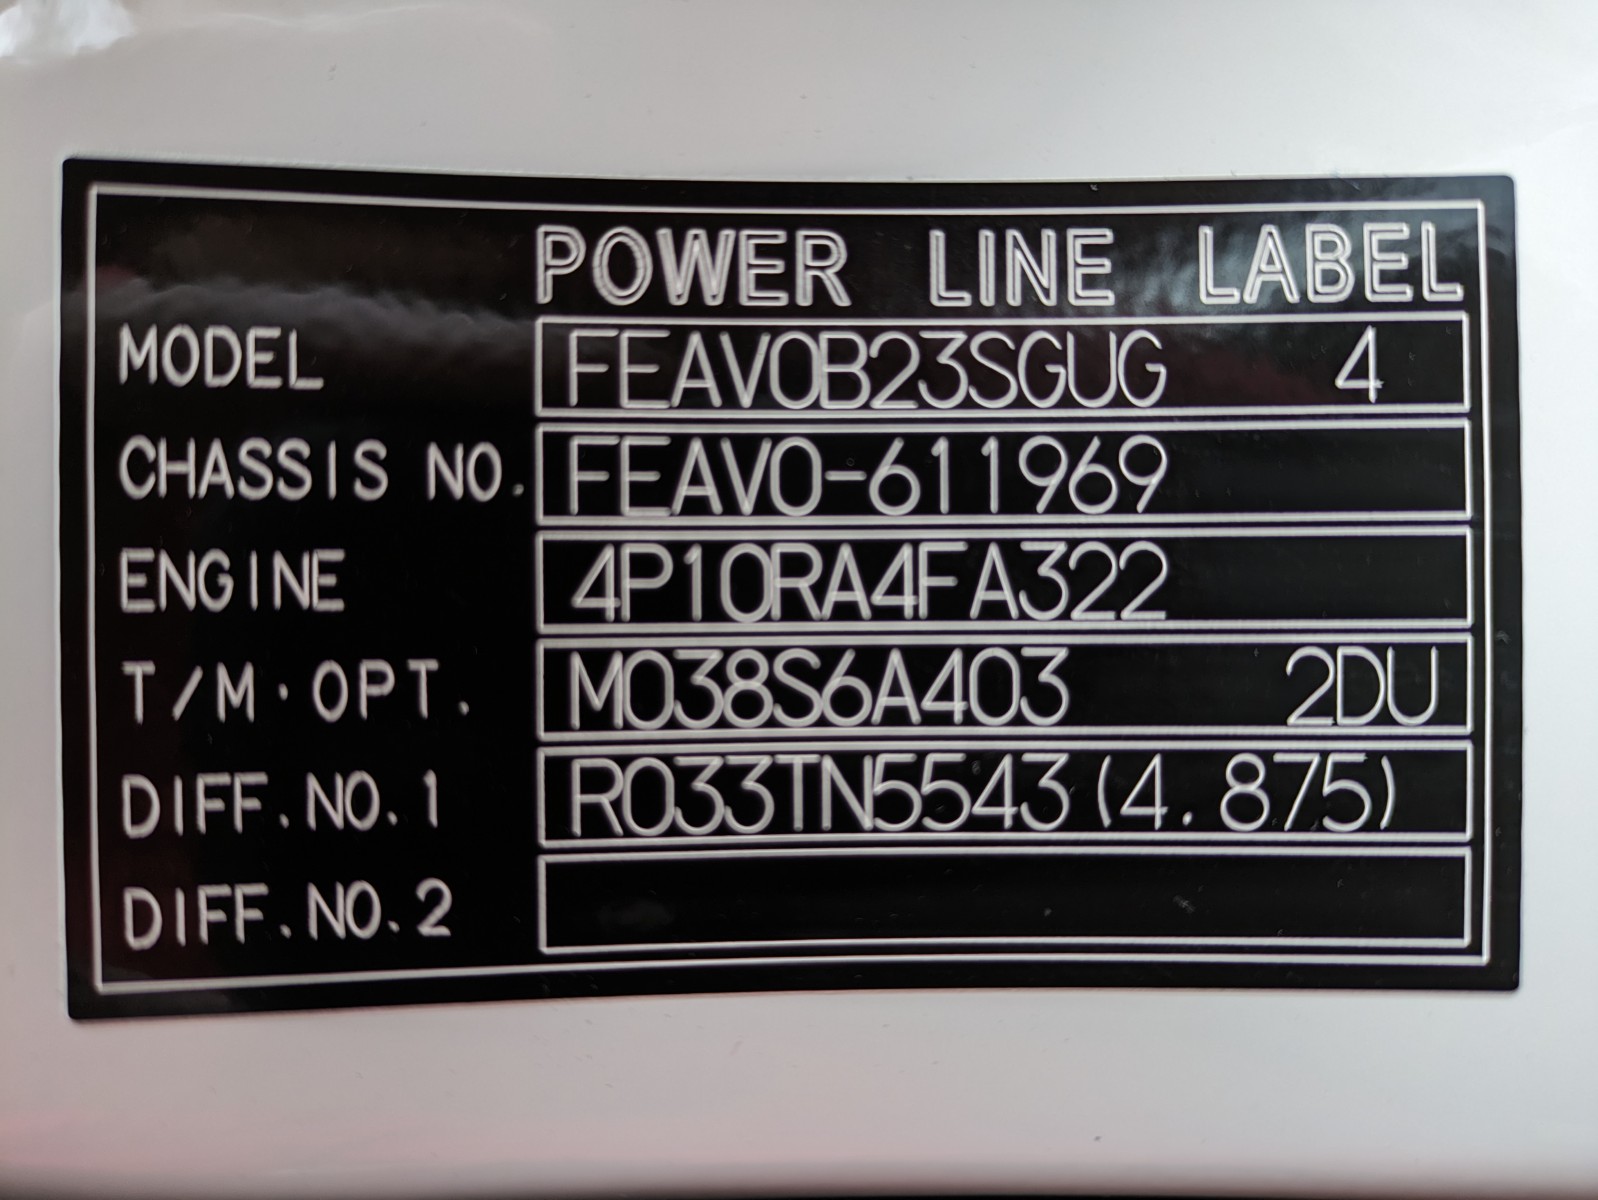 POWER LINE LABEL
MODEL FEAV0B23SGUG 4
CHASSIS NO. FEAV0-611969
ENGINE 4P10RA4FA322
T/M·OPT. M038S6A403 2DU
DIFF.NO.1 R033TN5543(4.875)
DIFF.NO.2